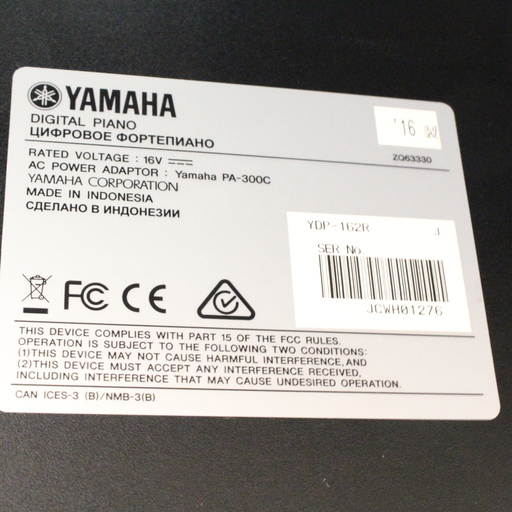 YAMAHA
DIGITAL PIANO
ЦИФРОВОЕ ФОРТЕПИАНО
'16
ZQ63330
RATED VOLTAGE : 16V
AC POWER ADAPTOR : Yamaha PA-300C
YAMAHA CORPORATION
MADE IN INDONESIA
СДЕЛАНО В ИНДОНЕЗИИ
YDP-162R J
SER No
JCWH01276
FC CE
THIS DEVICE COMPLIES WITH PART 15 OF THE FCC RULES.
OPERATION IS SUBJECT TO THE FOLLOWING TWO CONDITIONS:
(1)THIS DEVICE MAY NOT CAUSE HARMFUL INTERFERENCE,AND
(2)THIS DEVICE MUST ACCEPT ANY INTERFERENCE RECEIVED,
INCLUDING INTERFERENCE THAT MAY CAUSE UNDESIRED OPERATION.
CAN ICES-3 (B)/NMB-3(B)